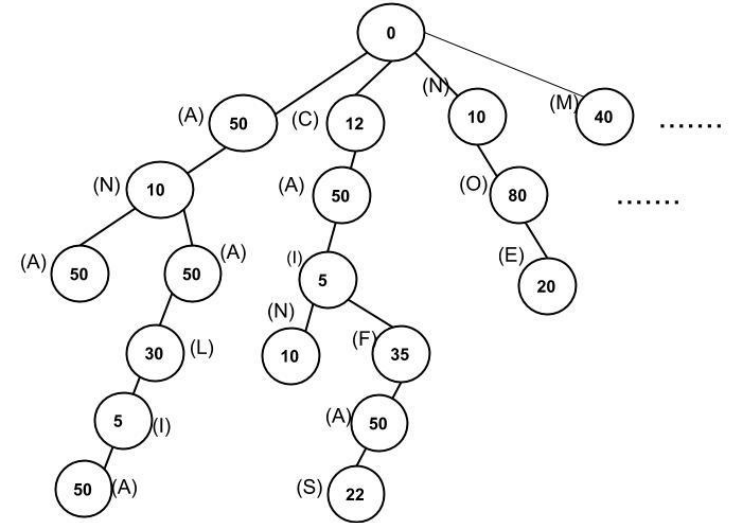 0
(A) 50 (C) 12 (N) 10 (M) 40 .......
(N) 10 (A) 50 (O) 80 .......
(A) 50 50 (A) (I) 5 (E) 20
30 (L) (N) 10 (F) 35
5 (I) (A) 50
50 (A) (S) 22